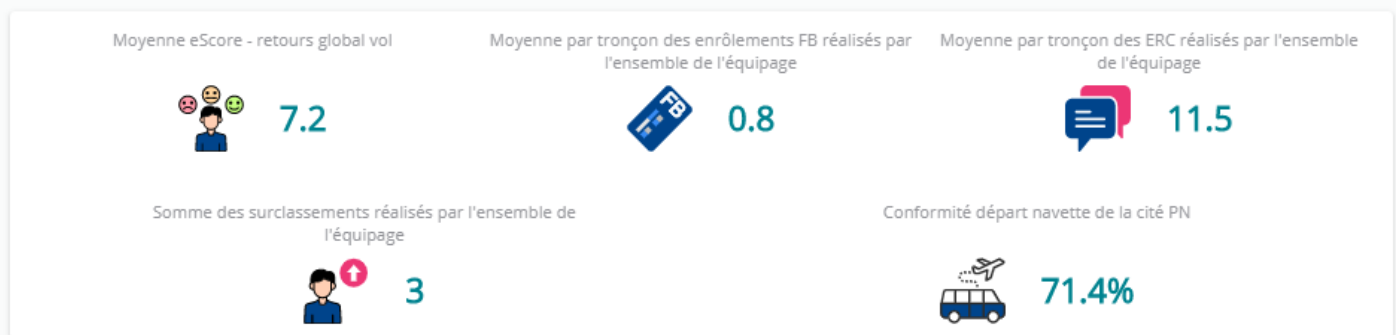 Moyenne eScore - retours global vol
Moyenne par tronçon des enrôlements FB réalisés par
l'ensemble de l'équipage
Moyenne par tronçon des ERC réalisés par l'ensemble
de l'équipage
7.2
FB
0.8
11.5
Somme des surclassements réalisés par l'ensemble de
l'équipage
Conformité départ navette de la cité PN
3
71.4%